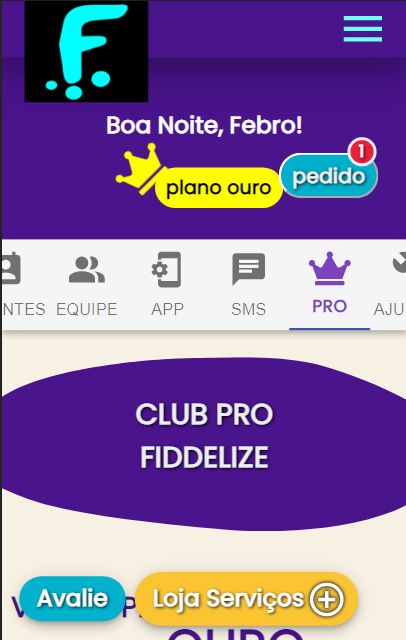 F
Boa Noite, Febro!
plano ouro
pedido
1
NTES EQUIPE APP SMS PRO AJU
CLUB PRO
FIDDELIZE
Avalie
Loja Serviços
OURO